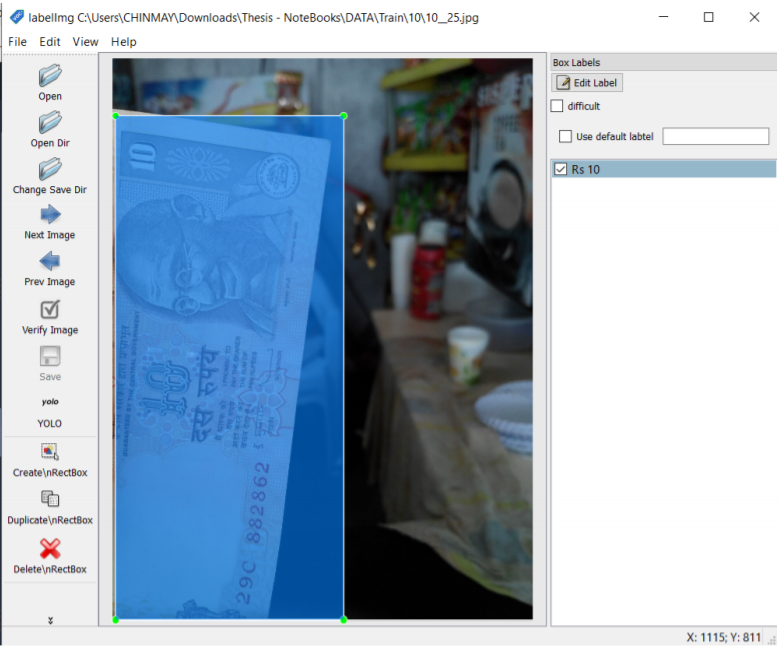 labelImg C:\Users\CHINMAY\Downloads\Thesis - NoteBooks\DATA\Train\10\10__25.jpg
File Edit View Help
Open
Open Dir
Change Save Dir
Next Image
Prev Image
Verify Image
Save
yolo
YOLO
Create\nRectBox
Duplicate\nRectBox
Delete\nRectBox
10
10
दस रुपये
29C 882862
Box Labels
Edit Label
difficult
Use default labtel
Rs 10
X: 1115; Y: 811